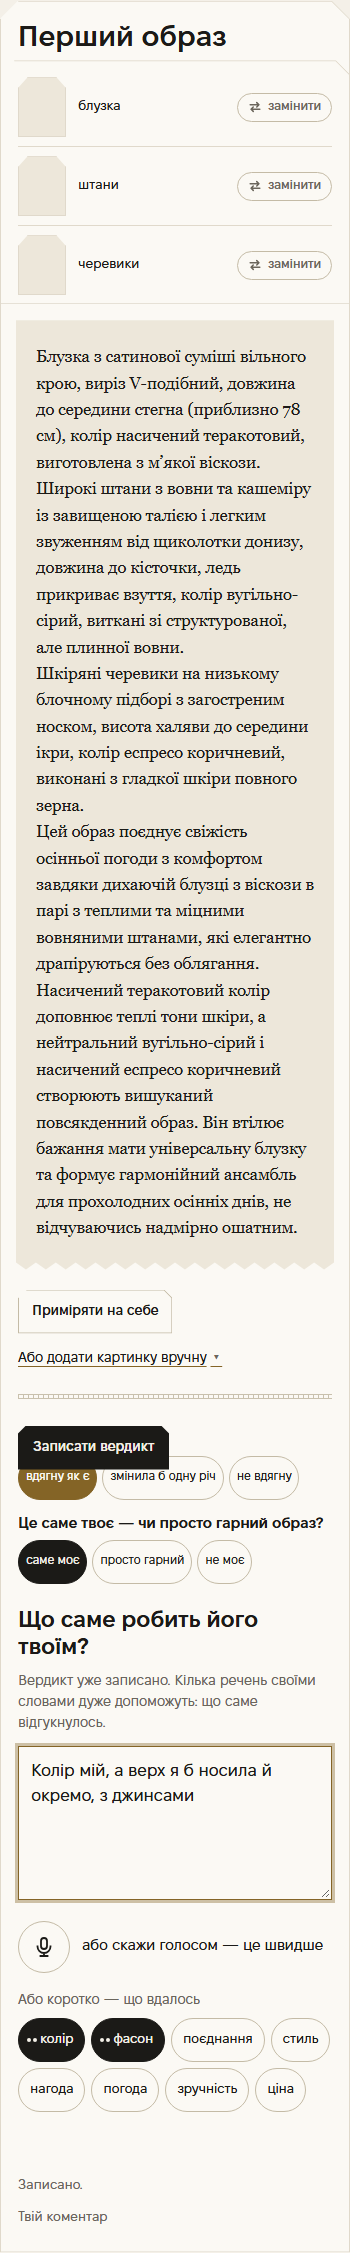 Перший образ
блузка
замінити
штани
замінити
черевики
замінити
Блузка з сатинової суміші вільного
крою, виріз V-подібний, довжина
до середини стегна (приблизно 78
см), колір насичений теракотовий,
виготовлена з м’якої віскози.
Широкі штани з вовни та кашеміру
із завищеною талією і легким
звуженням від щиколотки донизу,
довжина до кісточки, ледь
прикриває взуття, колір вугільно-
сірий, виткані зі структурованої,
але плинної вовни.
Шкіряні черевики на низькому
блочному підборі з загостреним
носком, висота халяви до середини
ікри, колір еспресо коричневий,
виконані з гладкої шкіри повного
зерна.
Цей образ поєднує свіжість
осінньої погоди з комфортом
завдяки дихаючій блузці з віскози в
парі з теплими та міцними
вовняними штанами, які елегантно
драпіруються без облягання.
Насичений теракотовий колір
доповнює теплі тони шкіри, а
нейтральний вугільно-сірий і
насичений еспресо коричневий
створюють вишуканий
повсякденний образ. Він втілює
бажання мати універсальну блузку
та формує гармонійний ансамбль
для прохолодних осінніх днів, не
відчуваючись надмірно ошатним.
Приміряти на себе
Або додати картинку вручну
Записати вердикт
вдягну як є
змінила б одну річ
не вдягну
Це саме твоє — чи просто гарний образ?
саме моє
просто гарний
не моє
Що саме робить його
твоїм?
Вердикт уже записано. Кілька речень своїми
словами дуже допоможуть: що саме
відгукнулось.
Колір мій, а верх я б носила й
окремо, з джинсами
або скажи голосом — це швидше
Або коротко — що вдалось
колір
фасон
поєднання
стиль
нагода
погода
зручність
ціна
Записано.
Твій коментар